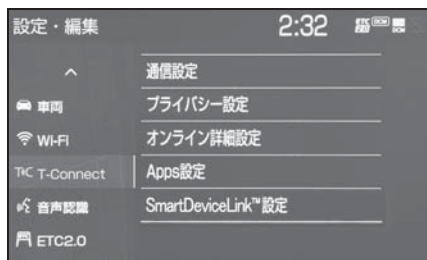 設定・編集
2:32
通信設定
車両
プライバシー設定
Wi-Fi
オンライン詳細設定
T-Connect
Apps設定
音声認識
SmartDeviceLink™設定
ETC2.0